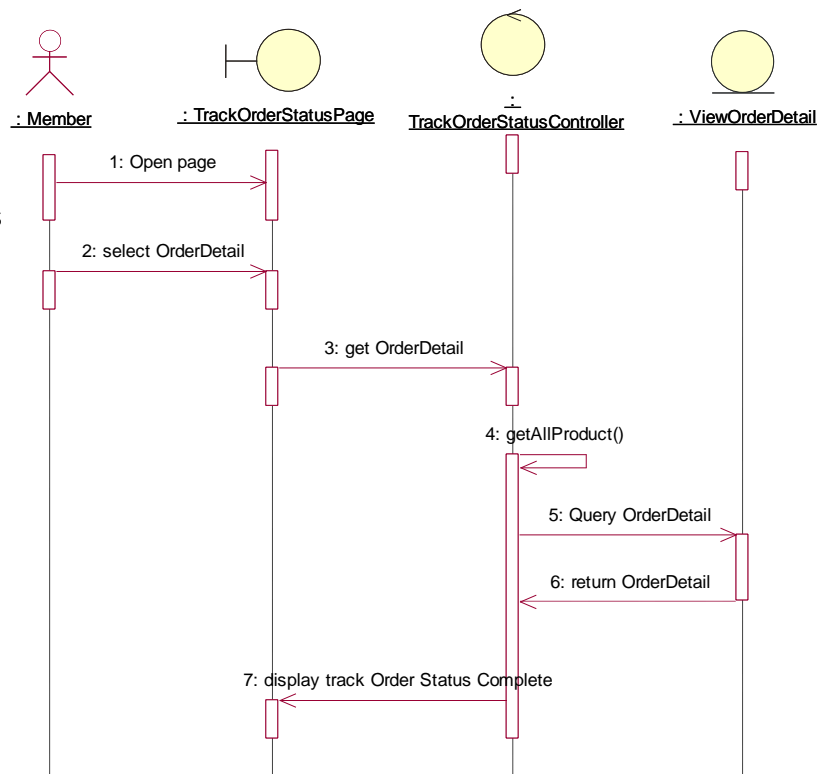 : Member
: TrackOrderStatusPage
:
TrackOrderStatusController
: ViewOrderDetail
1: Open page
2: select OrderDetail
3: get OrderDetail
4: getAllProduct()
5: Query OrderDetail
6: return OrderDetail
7: display track Order Status Complete